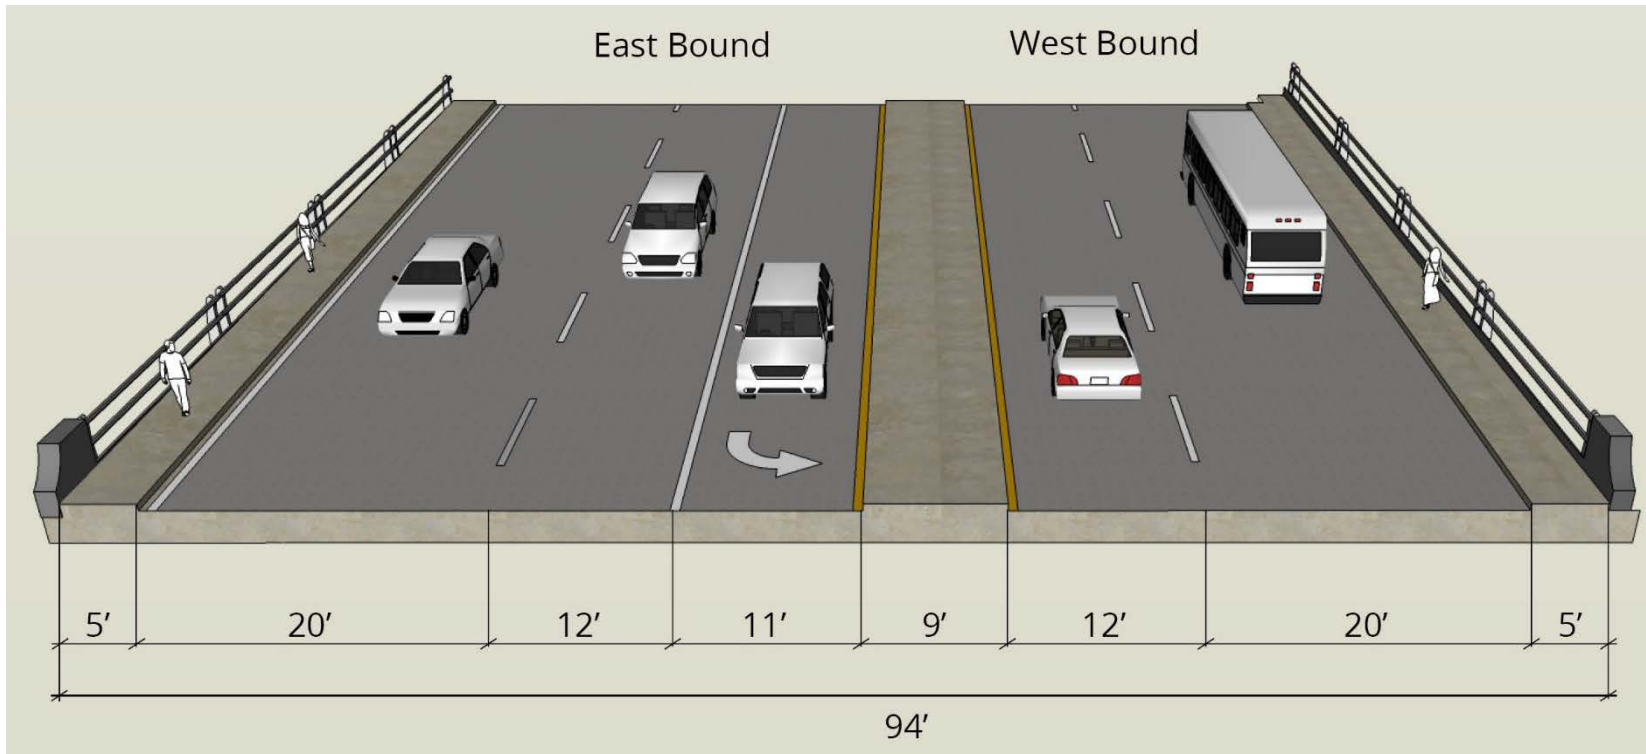 East Bound
West Bound
5’ 20’ 12’ 11’ 9’ 12’ 20’ 5’
94’